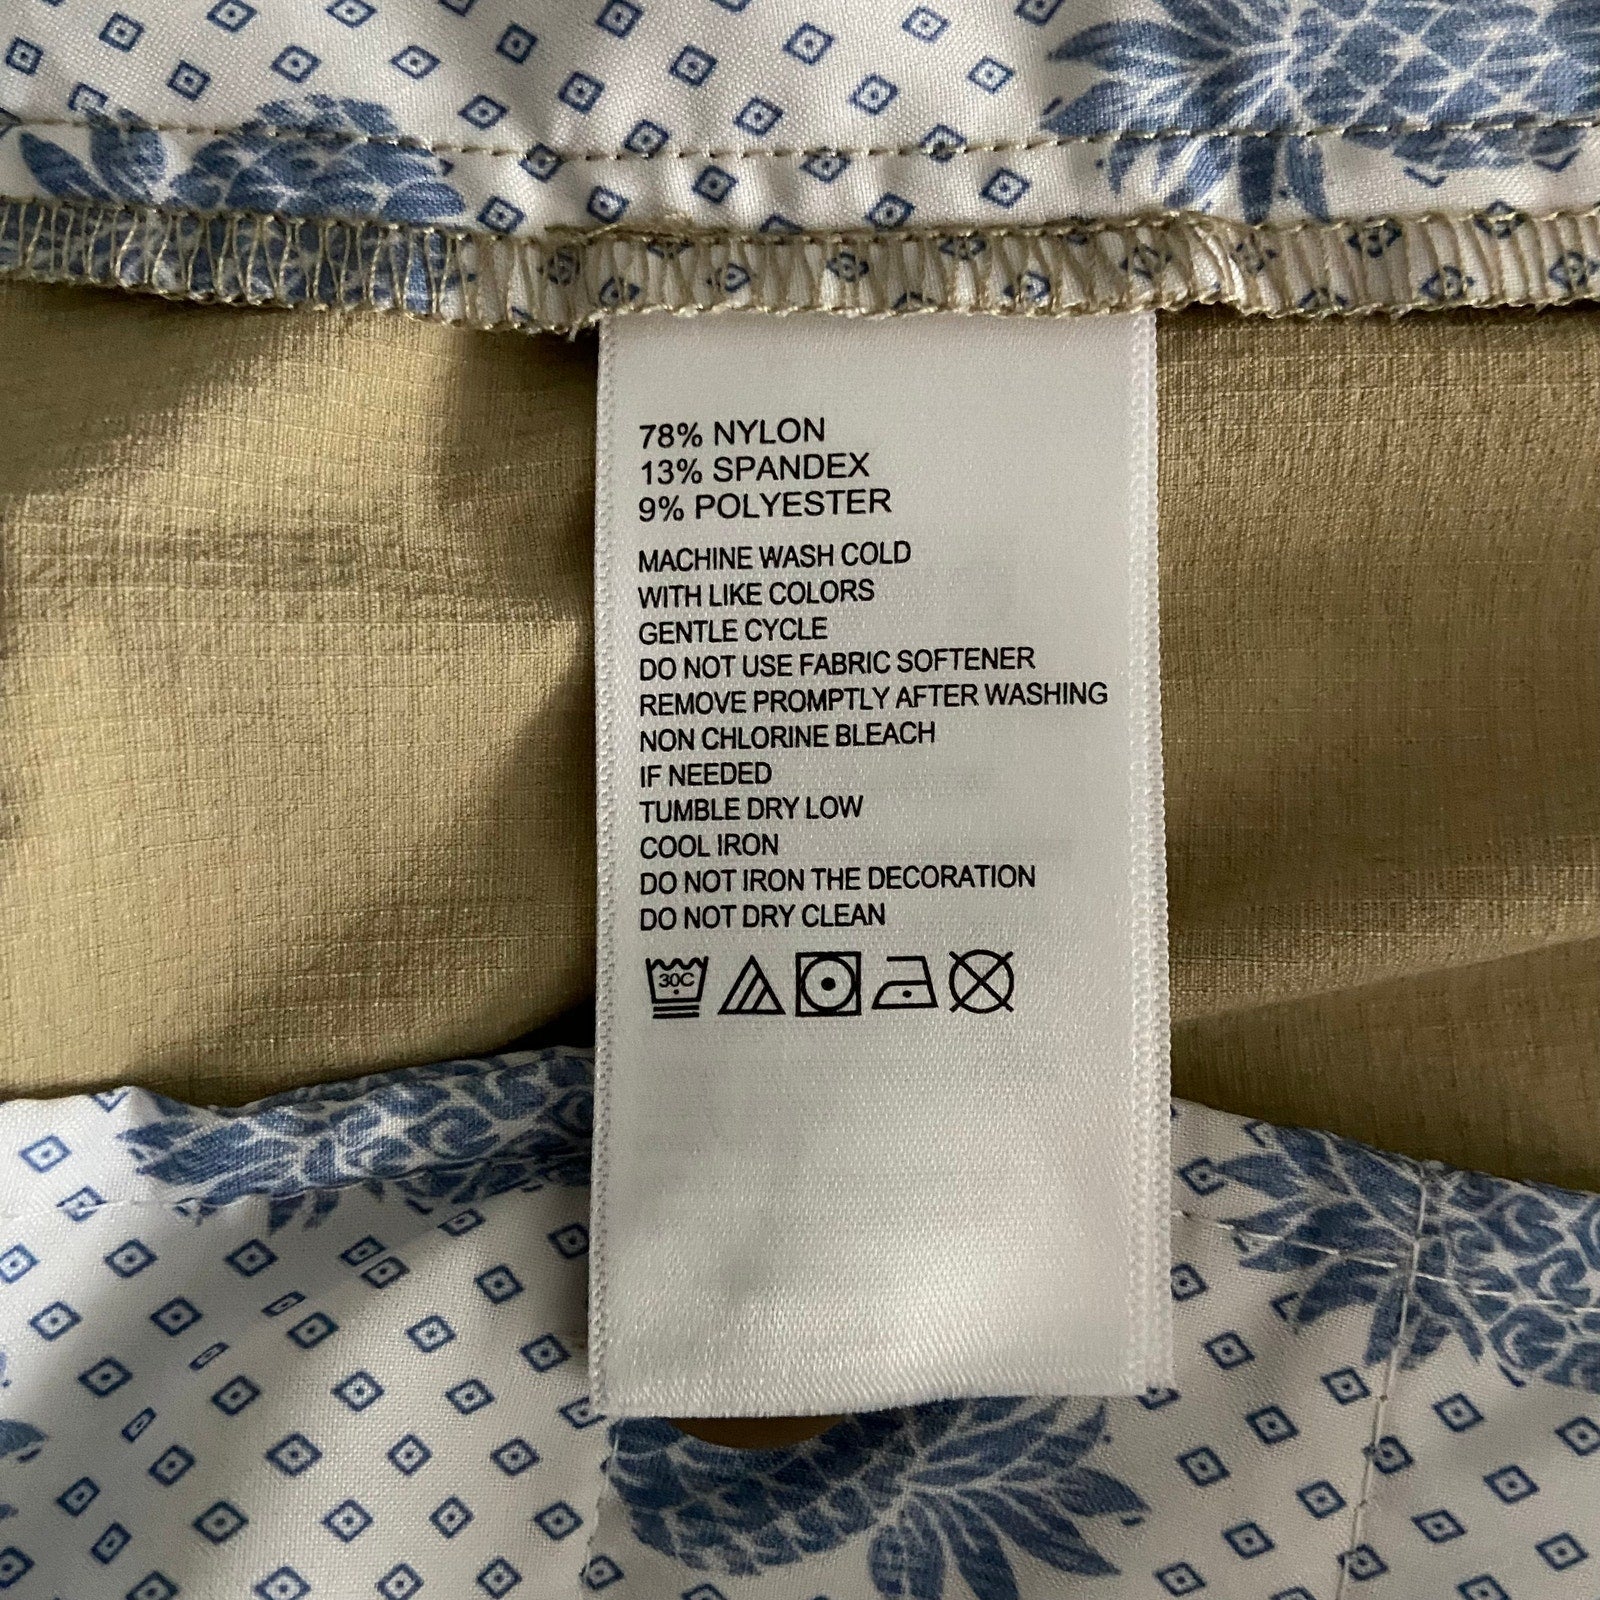 78% NYLON
13% SPANDEX
9% POLYESTER
MACHINE WASH COLD
WITH LIKE COLORS
GENTLE CYCLE
DO NOT USE FABRIC SOFTENER
REMOVE PROMPTLY AFTER WASHING
NON CHLORINE BLEACH
IF NEEDED
TUMBLE DRY LOW
COOL IRON
DO NOT IRON THE DECORATION
DO NOT DRY CLEAN
30C